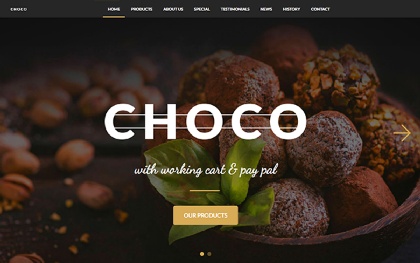 CHOCO
HOME PRODUCTS ABOUT US SPECIAL TESTIMONIALS NEWS HISTORY CONTACT
CHOCO
with working cart & pay pal
OUR PRODUCTS